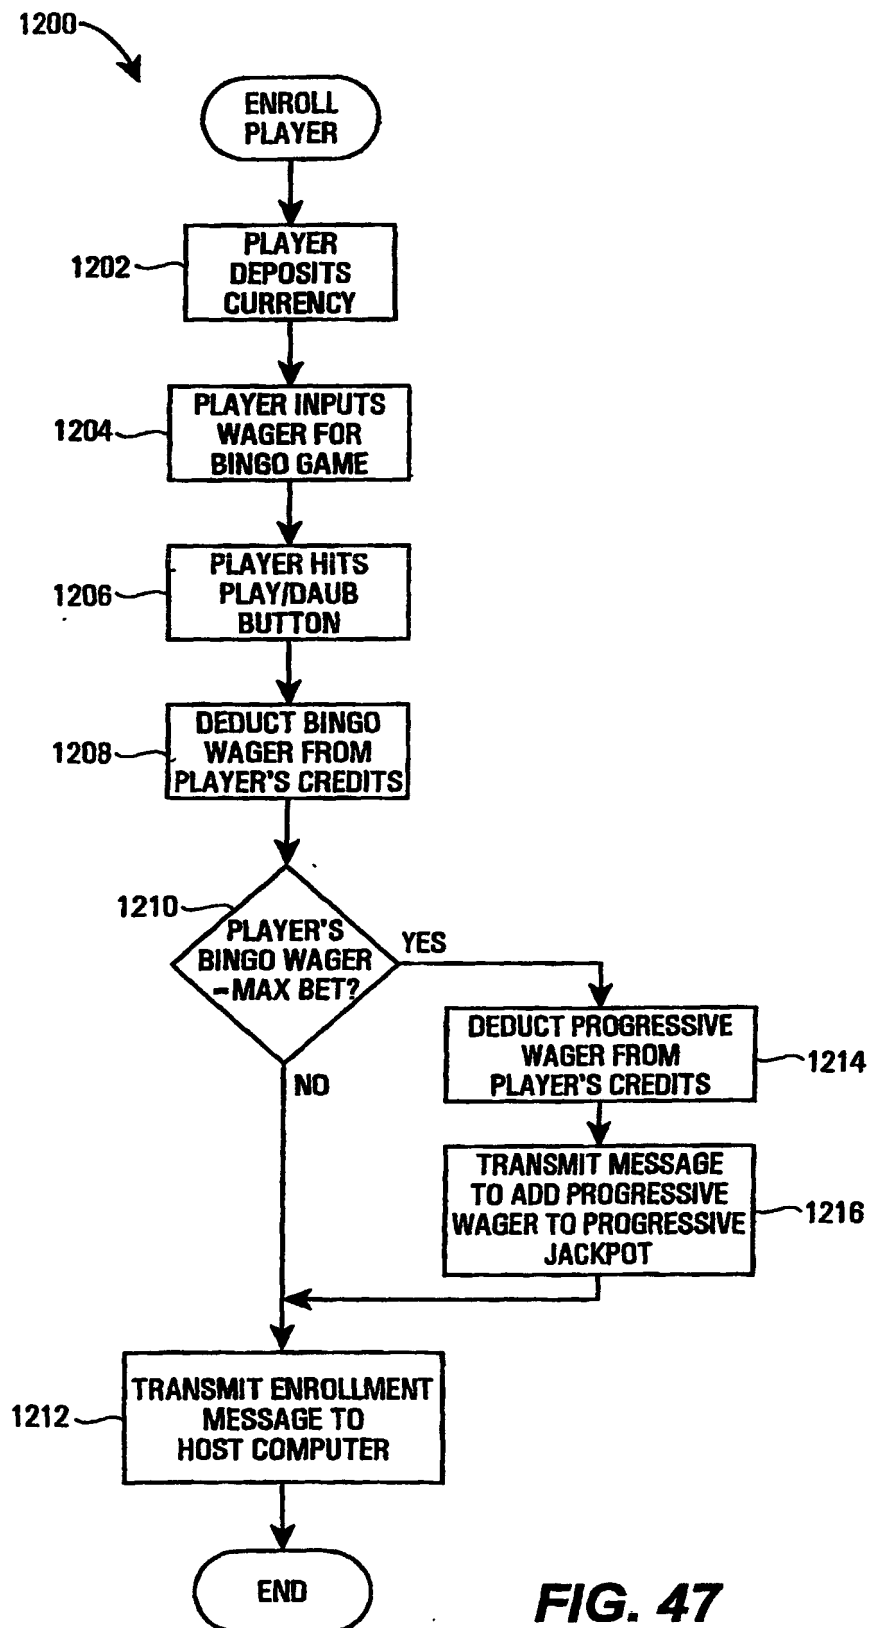 1200
ENROLL
PLAYER
1202
PLAYER
DEPOSITS
CURRENCY
1204
PLAYER INPUTS
WAGER FOR
BINGO GAME
1206
PLAYER HITS
PLAY/DAUB
BUTTON
1208
DEDUCT BINGO
WAGER FROM
PLAYER'S CREDITS
1210
PLAYER'S
BINGO WAGER
–MAX BET?
YES
NO
DEDUCT PROGRESSIVE
WAGER FROM
PLAYER'S CREDITS
1214
TRANSMIT MESSAGE
TO ADD PROGRESSIVE
WAGER TO PROGRESSIVE
JACKPOT
1216
1212
TRANSMIT ENROLLMENT
MESSAGE TO
HOST COMPUTER
END
FIG. 47